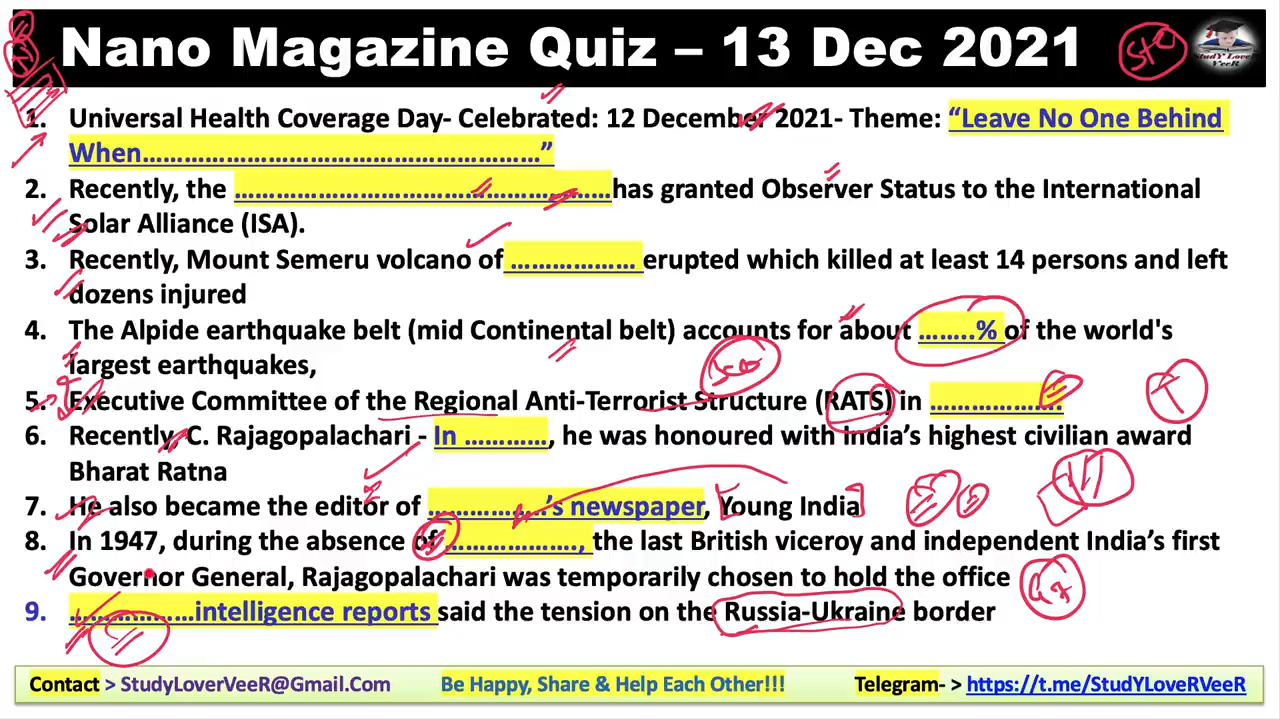 Nano Magazine Quiz – 13 Dec 2021
StudY LoveR
VeeR
1. Universal Health Coverage Day- Celebrated: 12 December 2021- Theme: “Leave No One Behind
When……………………………………………………”
2. Recently, the ………………………………………………… has granted Observer Status to the International
Solar Alliance (ISA).
3. Recently, Mount Semeru volcano of ……………… erupted which killed at least 14 persons and left
dozens injured
4. The Alpide earthquake belt (mid Continental belt) accounts for about ……..% of the world's
largest earthquakes,
5. Executive Committee of the Regional Anti-Terrorist Structure (RATS) in ……………….
6. Recently, C. Rajagopalachari - In …………, he was honoured with India’s highest civilian award
Bharat Ratna
7. He also became the editor of ………………’s newspaper, Young India
8. In 1947, during the absence of ………………., the last British viceroy and independent India’s first
Governor General, Rajagopalachari was temporarily chosen to hold the office
9. ………………intelligence reports said the tension on the Russia-Ukraine border
Contact > StudyLoverVeeR@Gmail.Com Be Happy, Share & Help Each Other!!! Telegram- > https://t.me/StudYLoveRVeeR